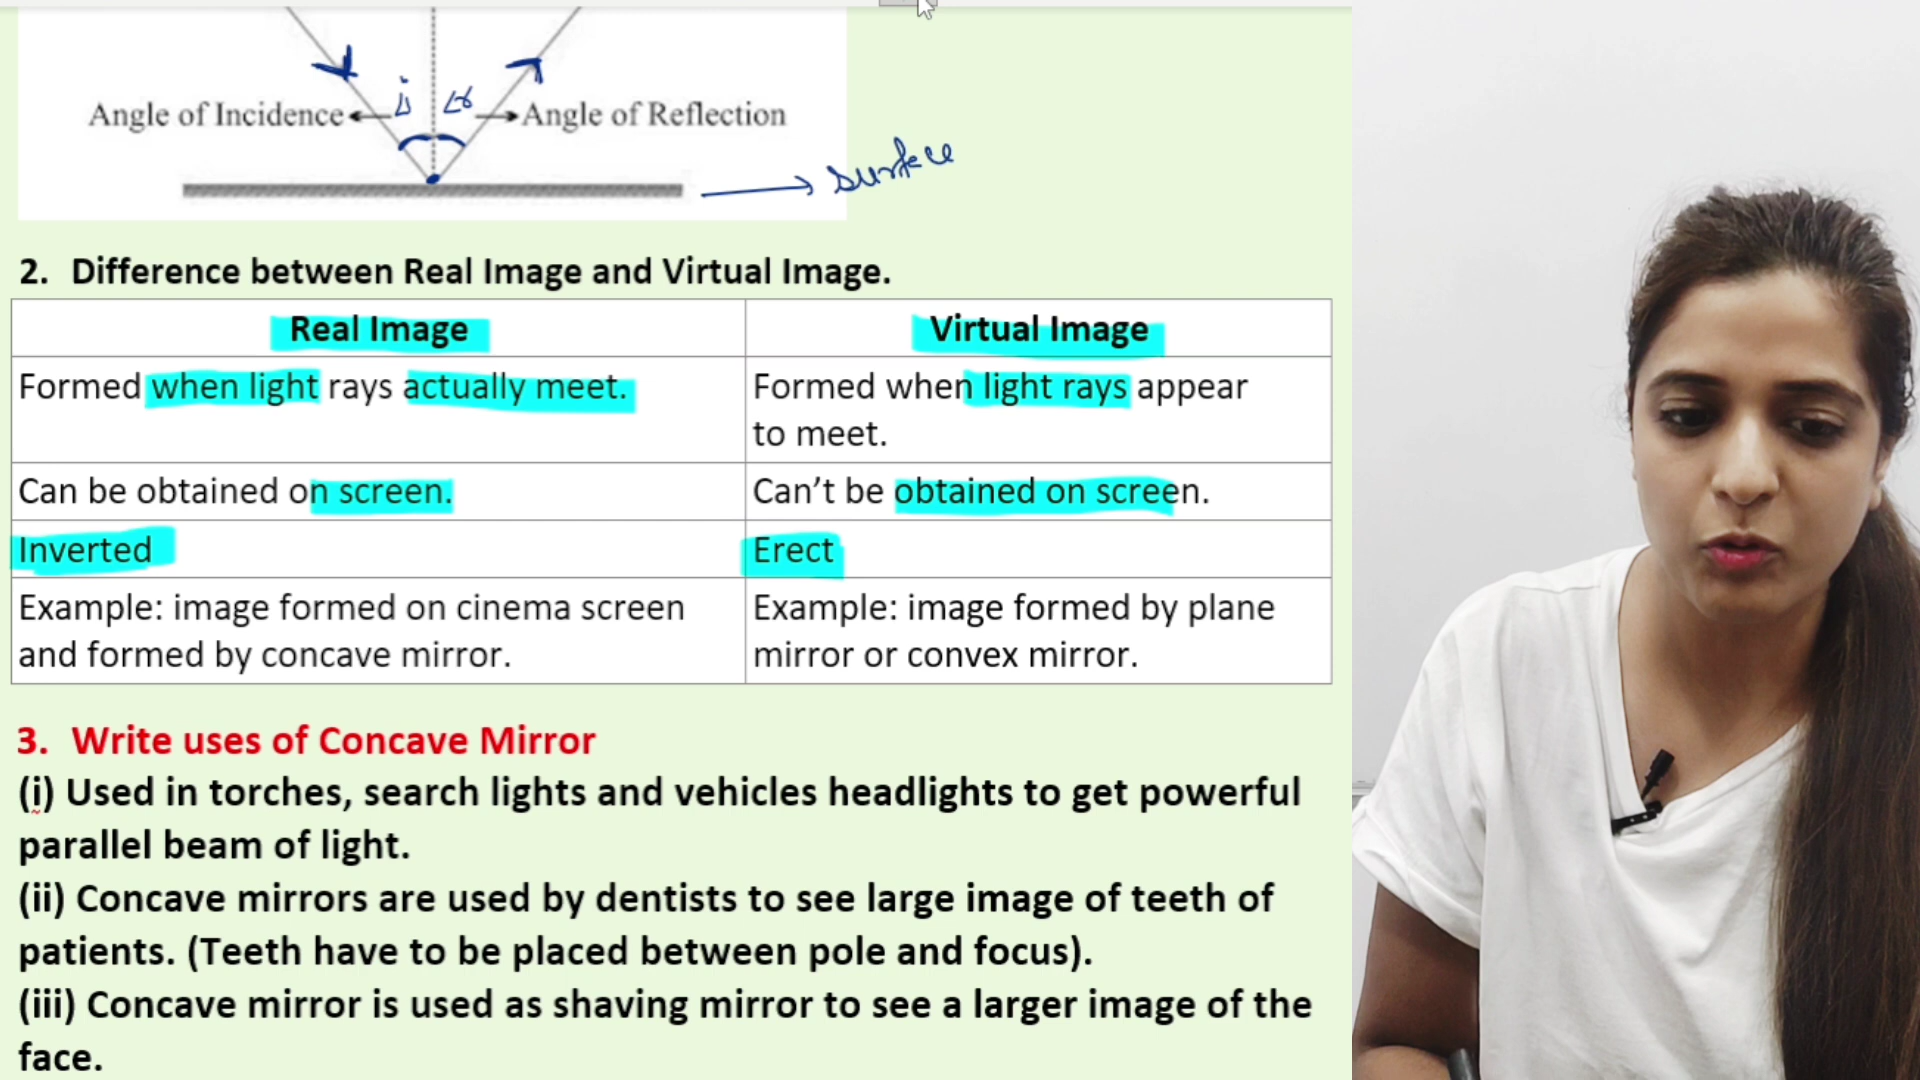 i r
Angle of Incidence Angle of Reflection
surface
2. Difference between Real Image and Virtual Image.
Real Image Virtual Image
Formed when light rays actually meet. Formed when light rays appear
to meet.
Can be obtained on screen. Can’t be obtained on screen.
Inverted Erect
Example: image formed on cinema screen Example: image formed by plane
and formed by concave mirror. mirror or convex mirror.
3. Write uses of Concave Mirror
(i) Used in torches, search lights and vehicles headlights to get powerful
parallel beam of light.
(ii) Concave mirrors are used by dentists to see large image of teeth of
patients. (Teeth have to be placed between pole and focus).
(iii) Concave mirror is used as shaving mirror to see a larger image of the
face.